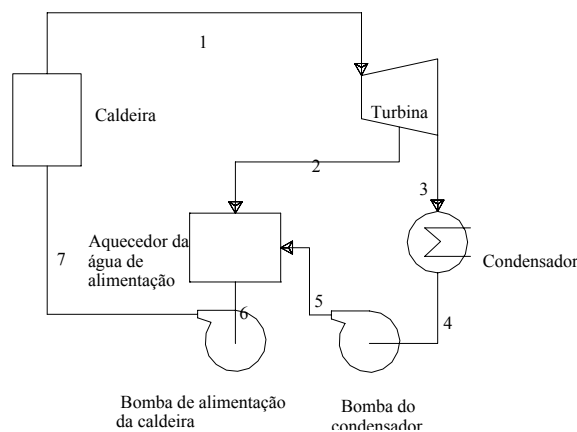 1
Caldeira
Turbina
2
3
Aquecedor da
água de
alimentação
7
Condensador
6
5
4
Bomba de alimentação
da caldeira
Bomba do
condensador